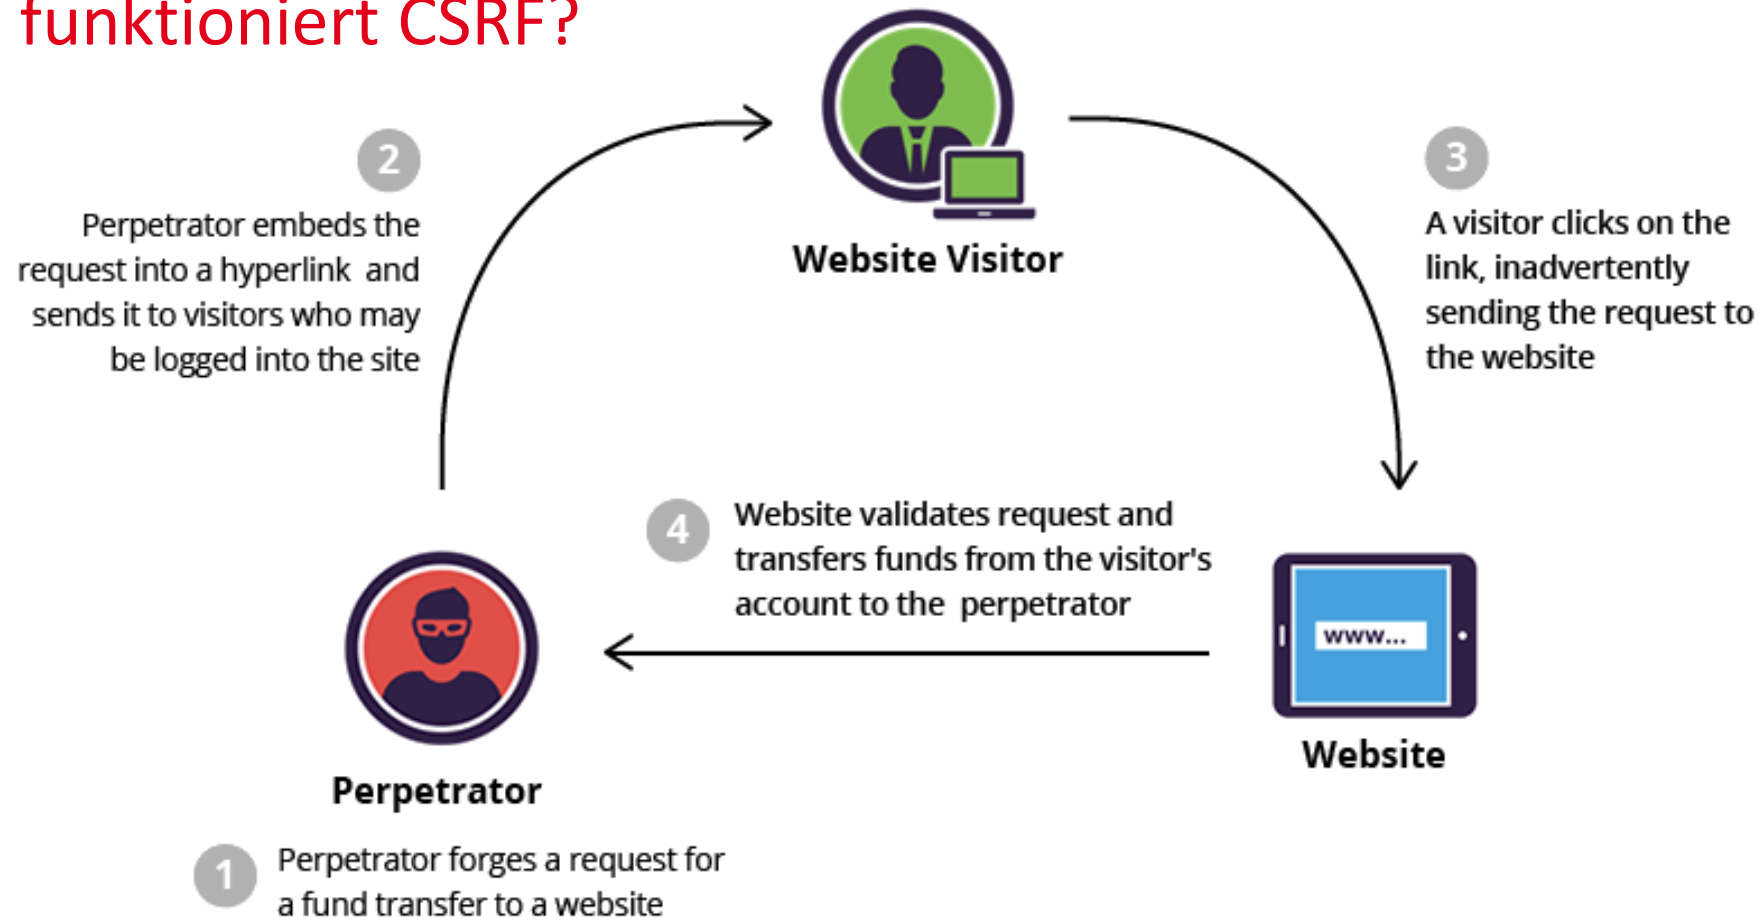 funktioniert CSRF?
2
Perpetrator embeds the
request into a hyperlink and
sends it to visitors who may
be logged into the site
Website Visitor
3
A visitor clicks on the
link, inadvertently
sending the request to
the website
4
Website validates request and
transfers funds from the visitor's
account to the perpetrator
www...
Website
Perpetrator
1
Perpetrator forges a request for
a fund transfer to a website